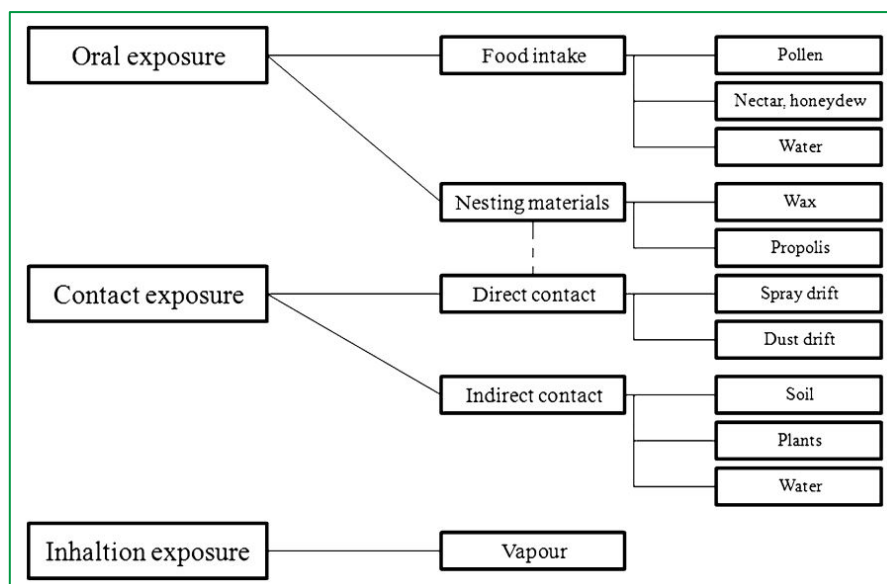 Oral exposure
Food intake
Pollen
Nectar, honeydew
Water
Nesting materials
Wax
Propolis
Contact exposure
Direct contact
Spray drift
Dust drift
Indirect contact
Soil
Plants
Water
Inhaltion exposure
Vapour